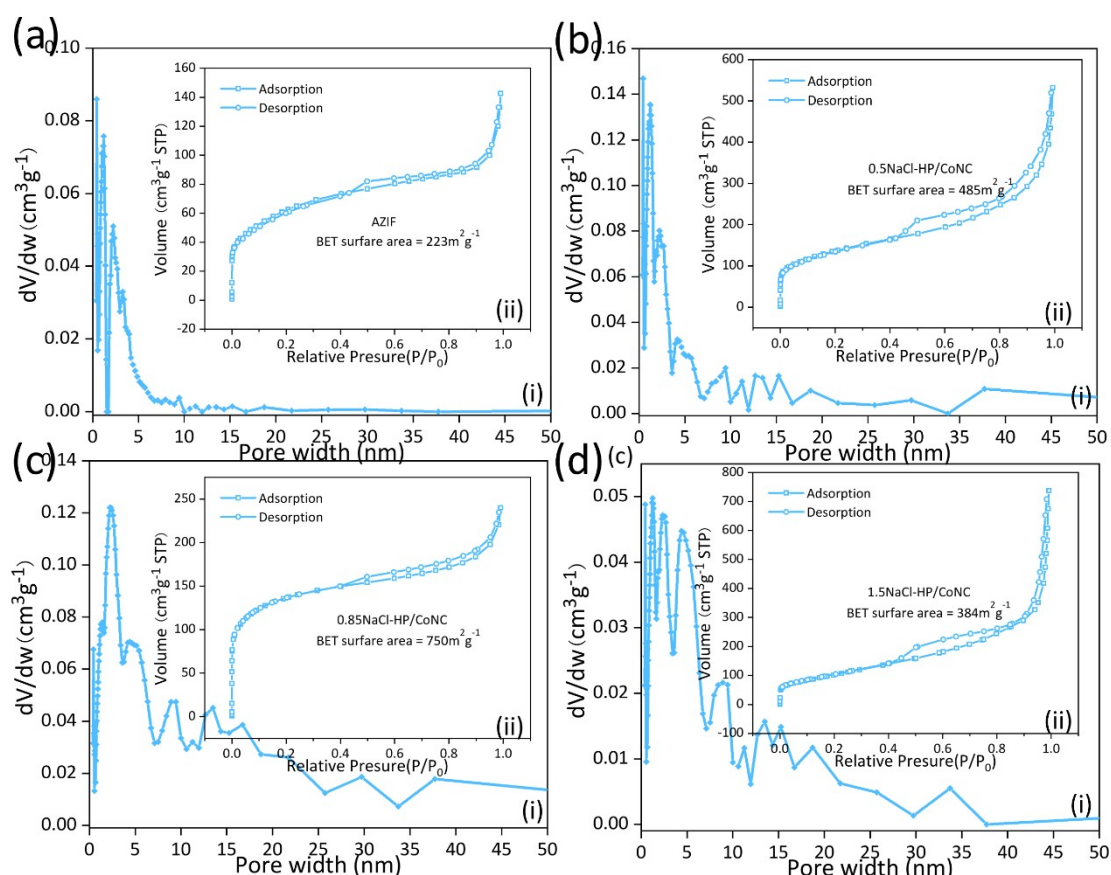 (a)
0.10
0.08
0.06
0.04
0.02
0.00
dV/dw(cm³g⁻¹)
0 5 10 15 20 25 30 35 40 45 50
Pore width (nm)
(i)
160
140
120
100
80
60
40
20
0
-20
Volume (cm³g⁻¹ STP)
Adsorption
Desorption
AZIF
BET surfare area = 223m²g⁻¹
(ii)
0.0 0.2 0.4 0.6 0.8 1.0
Relative Presure(P/P₀)
(b)
0.16
0.14
0.12
0.10
0.08
0.06
0.04
0.02
0.00
dV/dw(cm³g⁻¹)
0 5 10 15 20 25 30 35 40 45 50
Pore width (nm)
(i)
600
500
400
300
200
100
0
Volume (cm³g⁻¹ STP)
Adsorption
Desorption
0.5NaCl-HP/CoNC
BET surfare area = 485m²g⁻¹
(ii)
0.0 0.2 0.4 0.6 0.8 1.0
Relative Presure(P/P₀)
(c)
0.14
0.12
0.10
0.08
0.06
0.04
0.02
0.00
dV/dw(cm³g⁻¹)
0 5 10 15 20 25 30 35 40 45 50
Pore width (nm)
(i)
250
200
150
100
50
0
Volume (cm³g⁻¹ STP)
Adsorption
Desorption
0.85NaCl-HP/CoNC
BET surfare area = 750m²g⁻¹
(ii)
0.0 0.2 0.4 0.6 0.8 1.0
Relative Presure(P/P₀)
(d)
(c)
0.05
0.04
0.03
0.02
0.01
0.00
dV/dw(cm³g⁻¹)
0 5 10 15 20 25 30 35 40 45 50
Pore width (nm)
(i)
800
700
600
500
400
300
200
100
0
-100
Volume (cm³g⁻¹ STP)
Adsorption
Desorption
1.5NaCl-HP/CoNC
BET surfare area = 384m²g⁻¹
(ii)
0.0 0.2 0.4 0.6 0.8 1.0
Relative Presure(P/P₀)